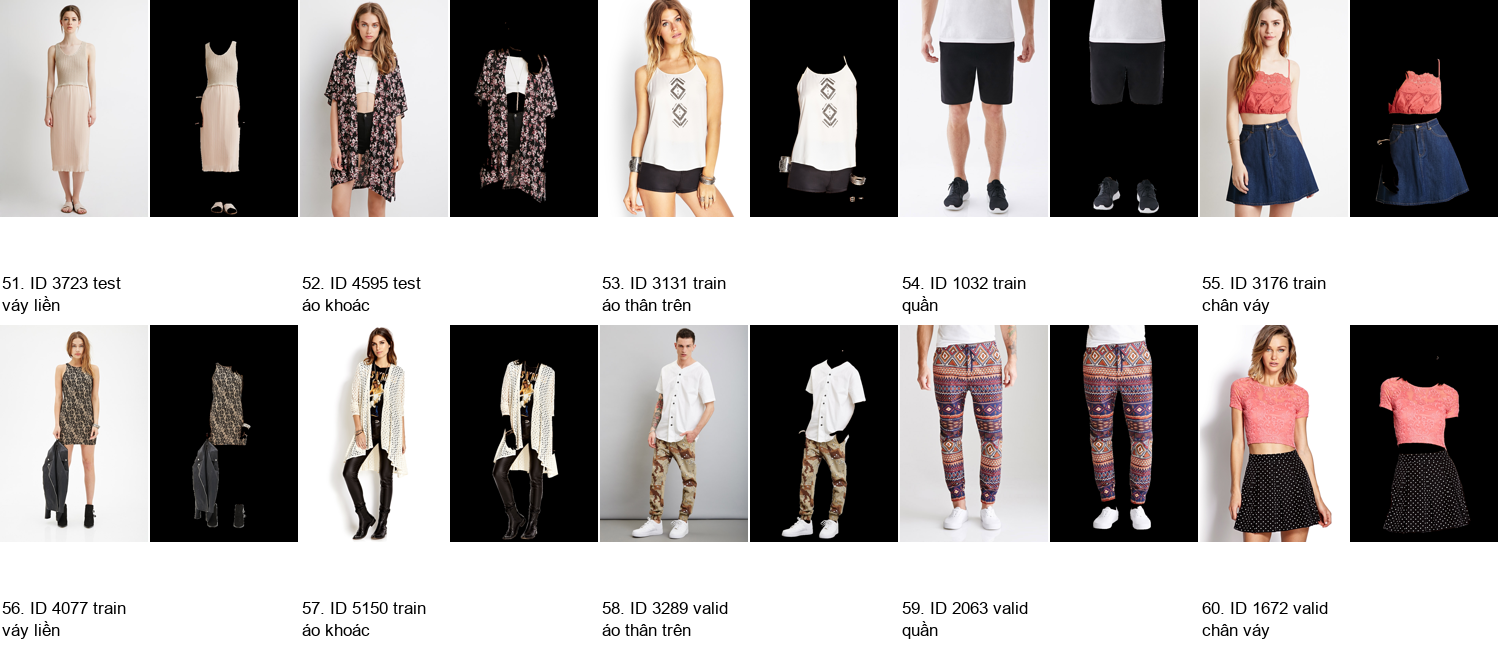 51. ID 3723 test
váy liền
52. ID 4595 test
áo khoác
53. ID 3131 train
áo thân trên
54. ID 1032 train
quần
55. ID 3176 train
chân váy
56. ID 4077 train
váy liền
57. ID 5150 train
áo khoác
58. ID 3289 valid
áo thân trên
59. ID 2063 valid
quần
60. ID 1672 valid
chân váy